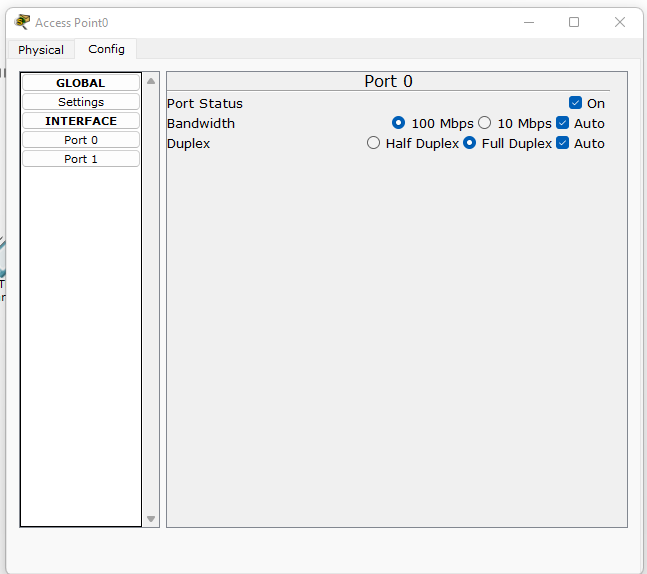 Access Point0
Physical
Config
GLOBAL
Settings
INTERFACE
Port 0
Port 1
Port 0
Port Status On
Bandwidth 100 Mbps 10 Mbps Auto
Duplex Half Duplex Full Duplex Auto